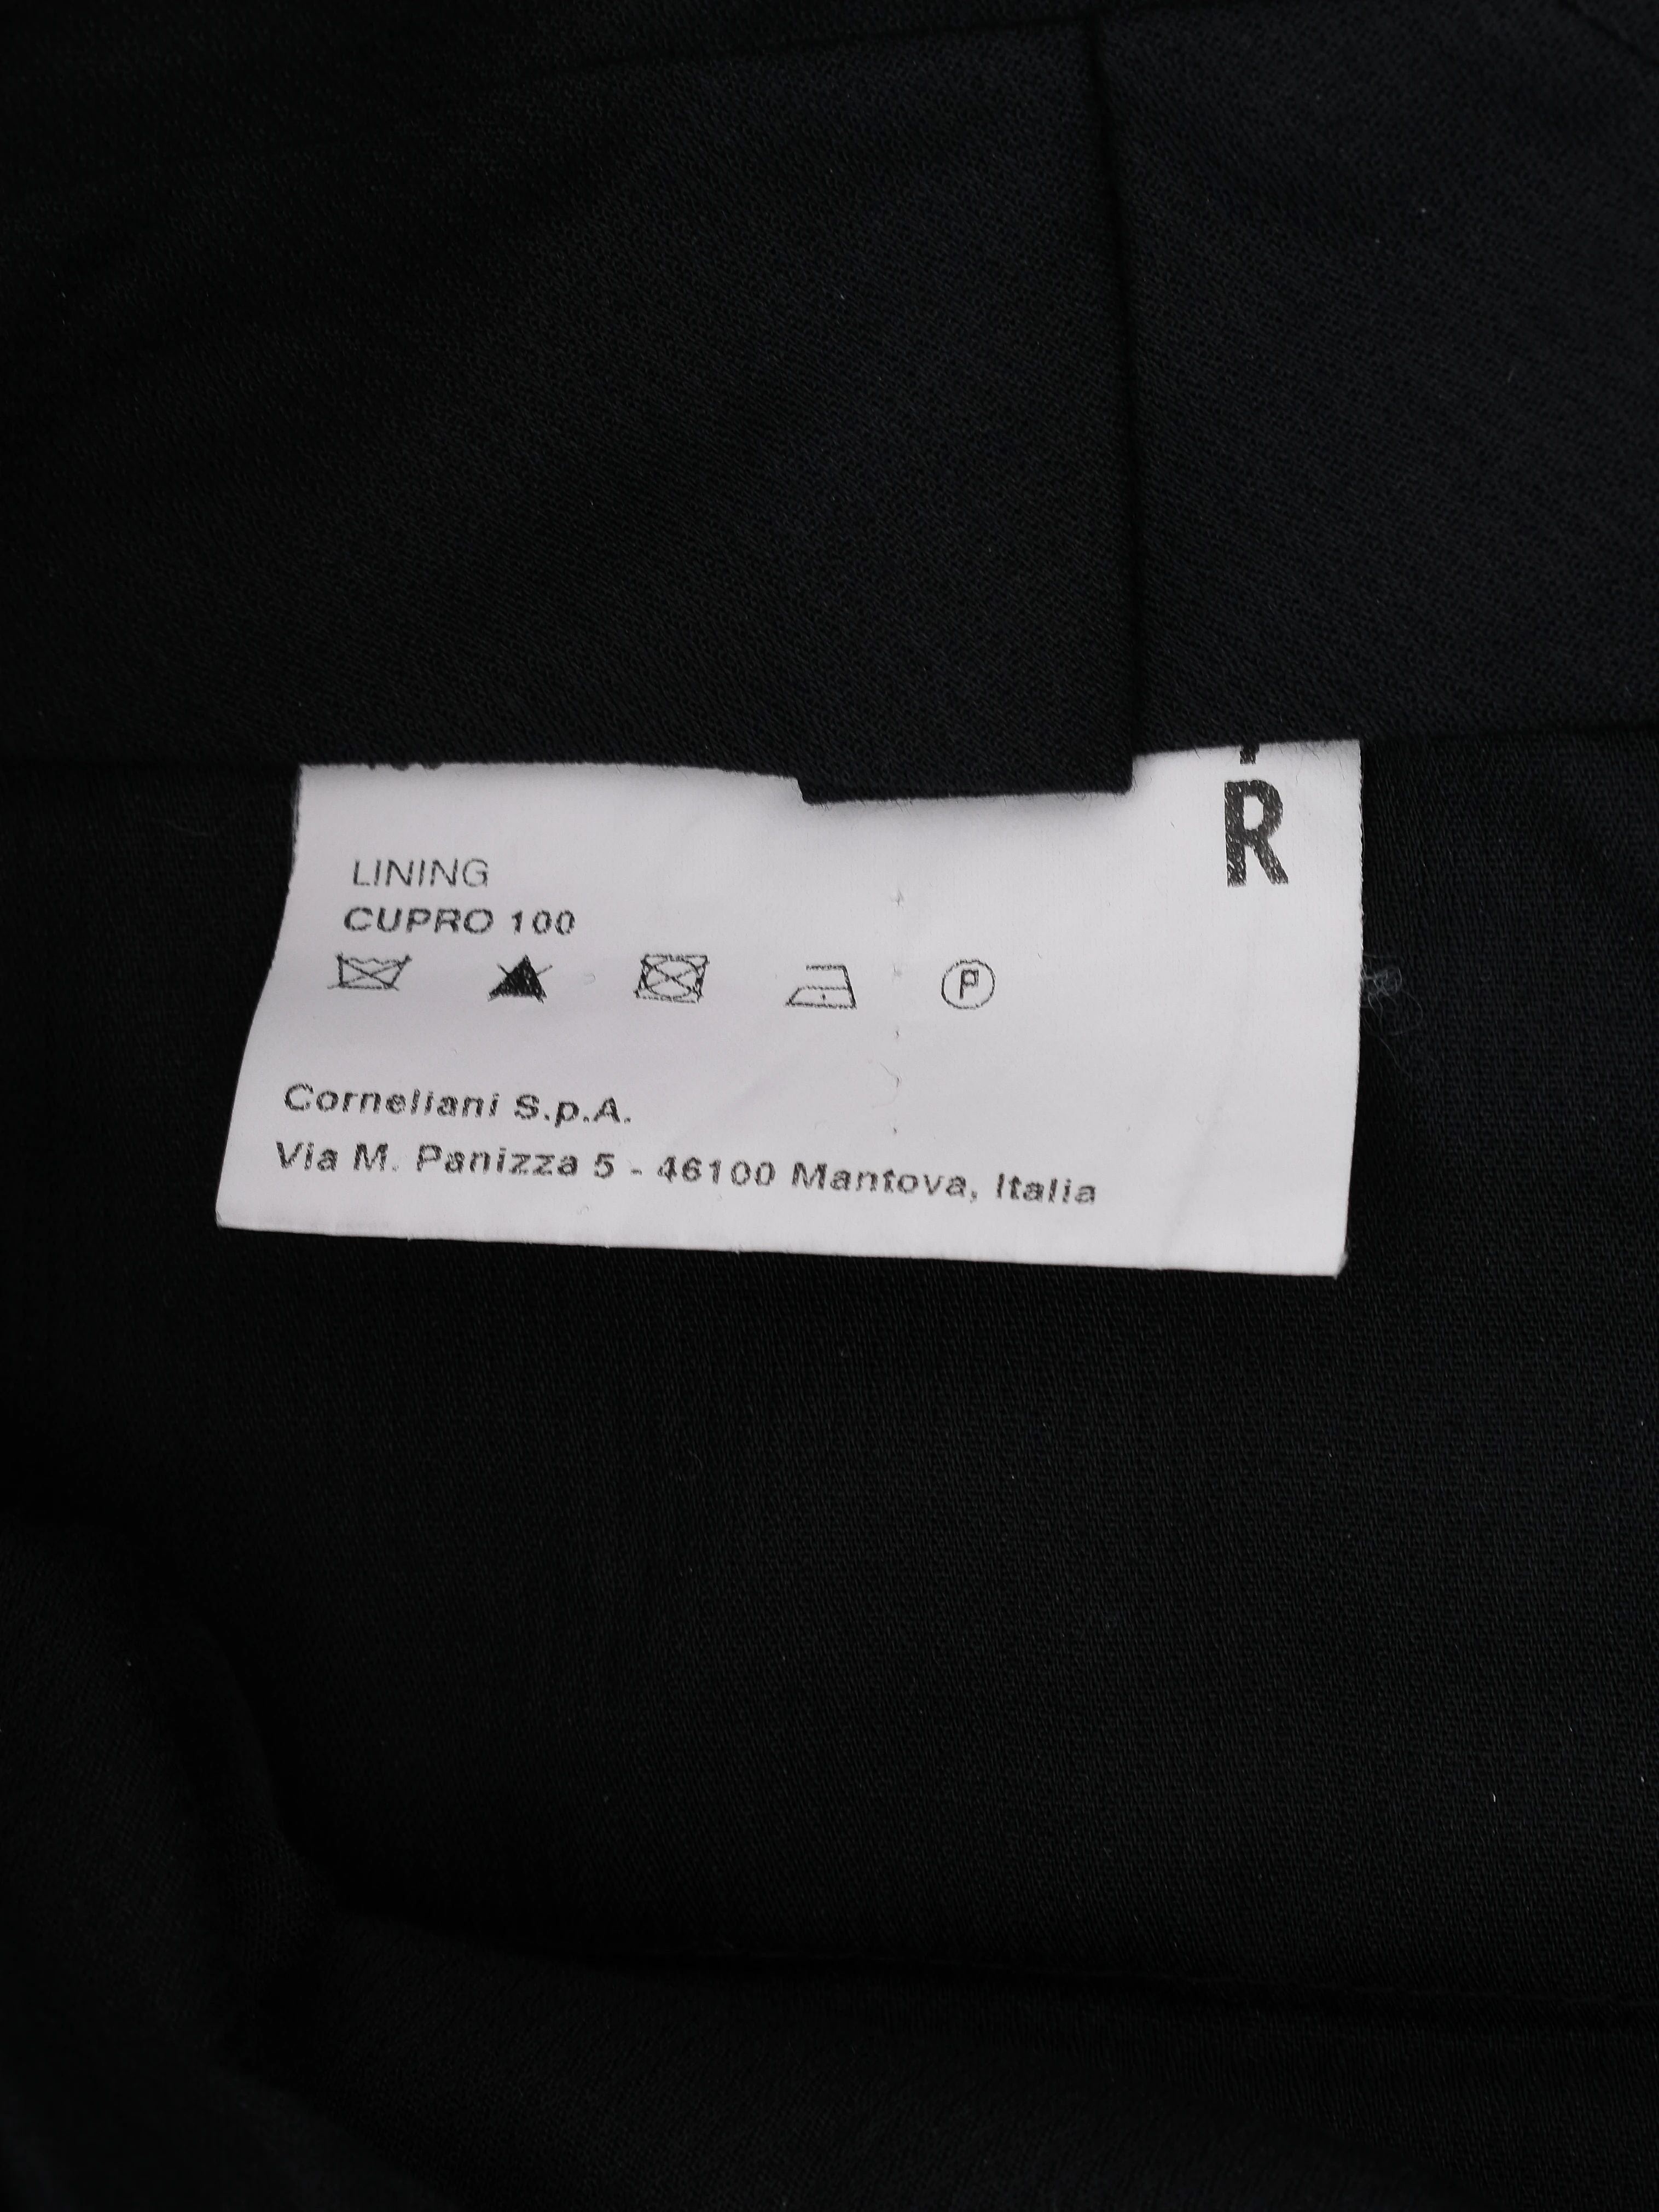 R
LINING
CUPRO 100
P
Corneliani S.p.A.
Via M. Panizza 5 - 46100 Mantova, Italia